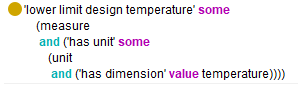 'lower limit design temperature' some
(measure
and ('has unit' some
(unit
and ('has dimension' value temperature))))